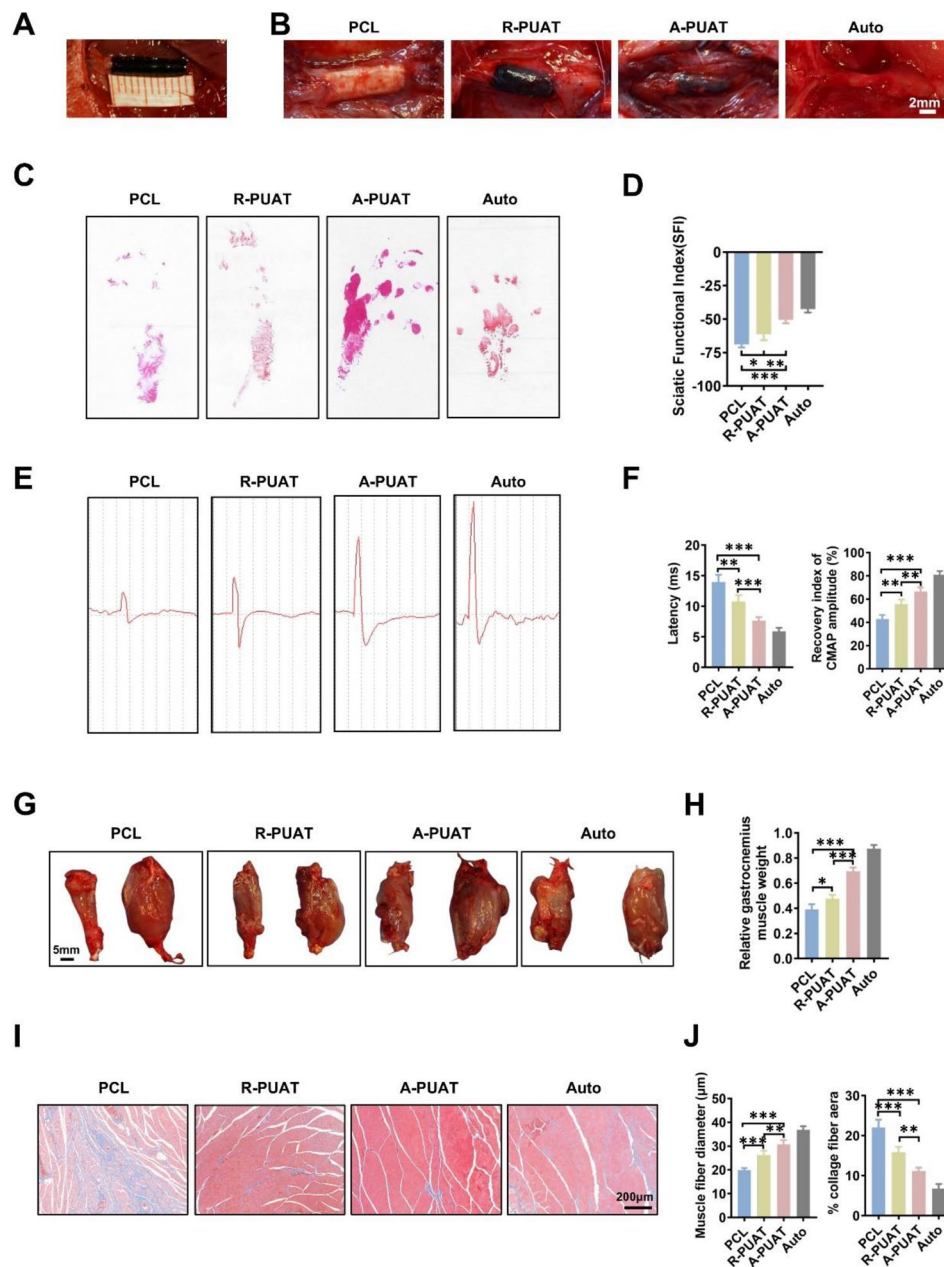 A
B
PCL
R-PUAT
A-PUAT
Auto
2mm
C
PCL
R-PUAT
A-PUAT
Auto
D
Sciatic Functional Index(SFI)
0
-25
-50
-75
-100
* **
***
PCL
R-PUAT
A-PUAT
Auto
E
PCL
R-PUAT
A-PUAT
Auto
F
Latency (ms)
20
15
10
5
0
***
**
***
PCL
R-PUAT
A-PUAT
Auto
Recovery index of
CMAP amplitude (%)
100
80
60
40
20
0
***
**
**
PCL
R-PUAT
A-PUAT
Auto
G
PCL
R-PUAT
A-PUAT
Auto
5mm
H
Relative gastrocnemius
muscle weight
1.0
0.8
0.6
0.4
0.2
0.0
***
***
*
PCL
R-PUAT
A-PUAT
Auto
I
PCL
R-PUAT
A-PUAT
Auto
200μm
J
Muscle fiber diameter (μm)
50
40
30
20
10
0
***
**
***
PCL
R-PUAT
A-PUAT
Auto
% collage fiber aera
30
20
10
0
***
***
**
PCL
R-PUAT
A-PUAT
Auto